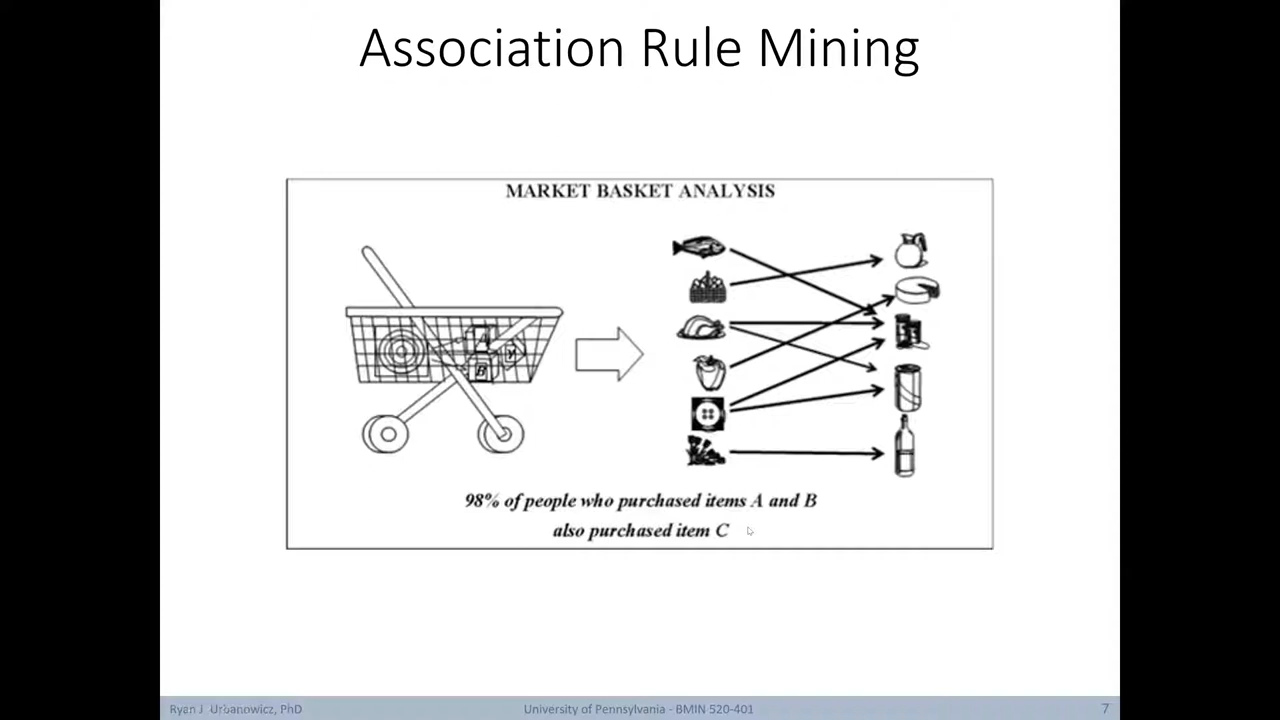 Association Rule Mining
MARKET BASKET ANALYSIS
A
Y
B
98% of people who purchased items A and B
also purchased item C
Ryan J. Urbanowicz, PhD
University of Pennsylvania - BMIN 520-401
7